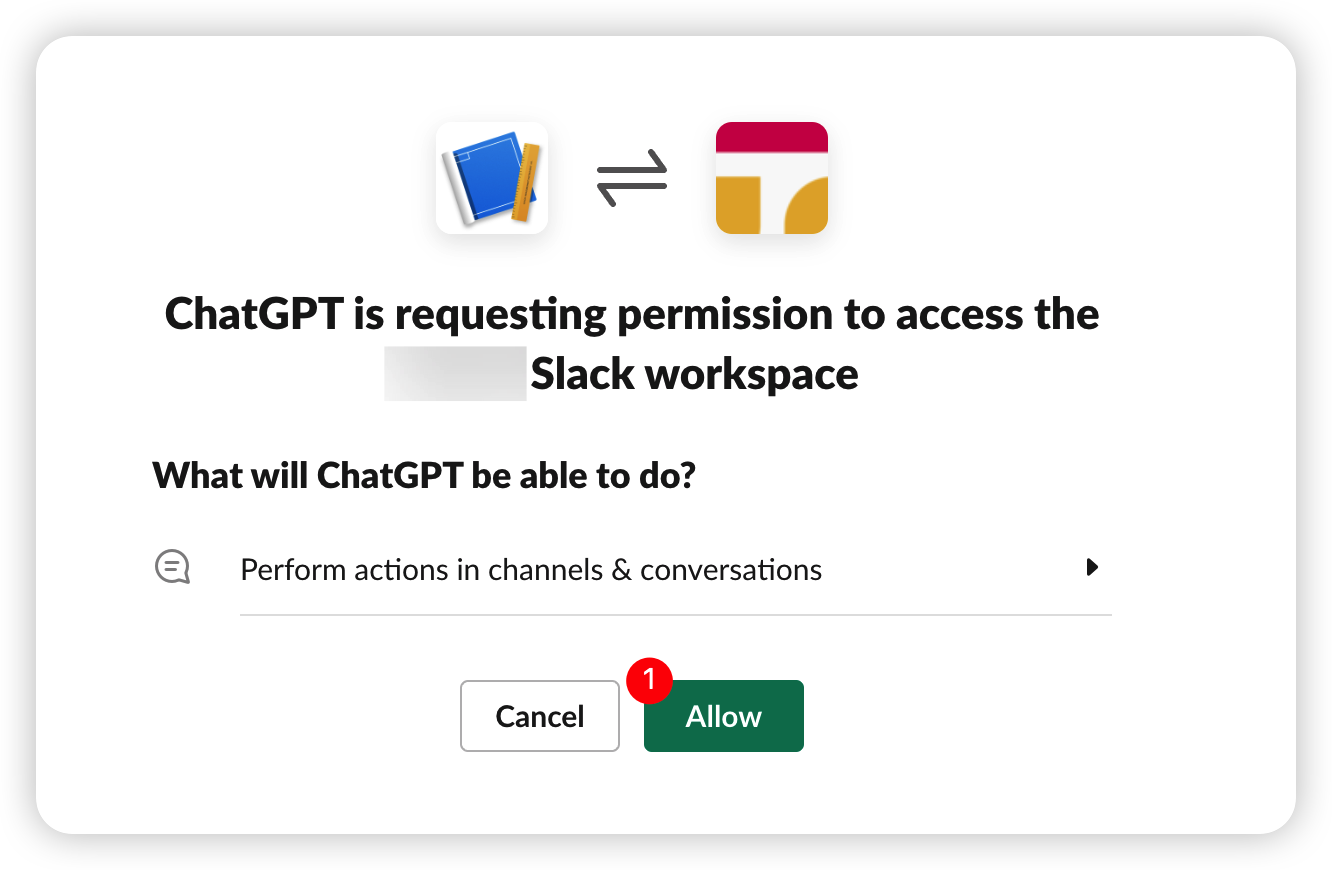 ChatGPT is requesting permission to access the
Slack workspace
What will ChatGPT be able to do?
Perform actions in channels & conversations
1
Cancel
Allow